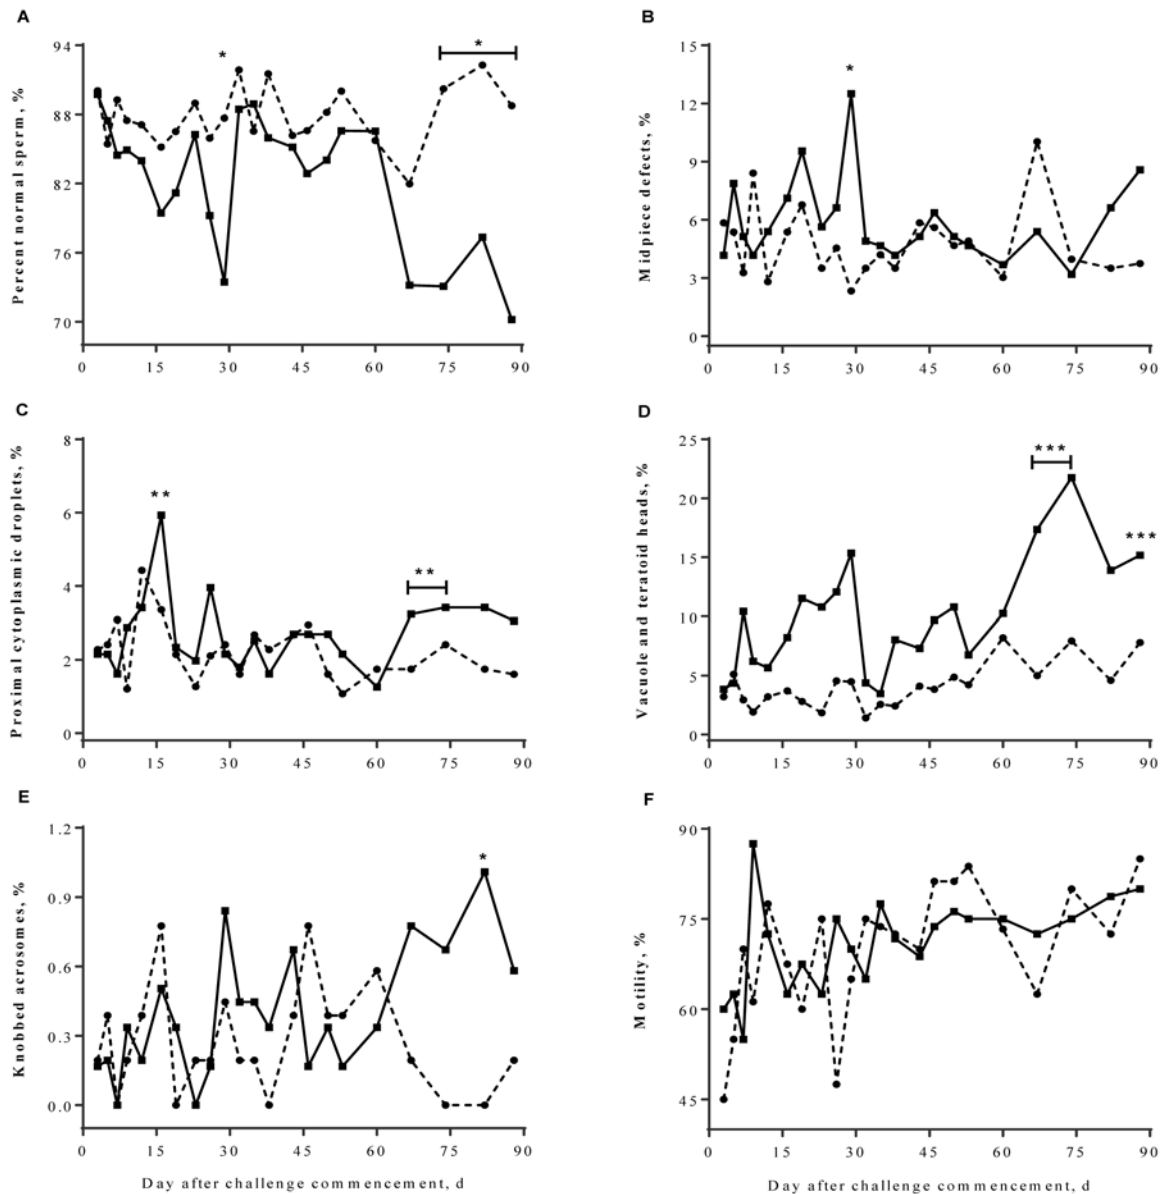 A
Percent normal sperm, %
94
88
82
76
70
*
*
0 15 30 45 60 75 90
B
Midpiece defects, %
15
12
9
6
3
0
*
0 15 30 45 60 75 90
C
Proximal cytoplasmic droplets, %
8
6
4
2
0
**
**
0 15 30 45 60 75 90
D
Vacuole and teratoid heads, %
25
20
15
10
5
0
***
***
0 15 30 45 60 75 90
E
Knobbed acrosomes, %
1.2
0.9
0.6
0.3
0.0
*
0 15 30 45 60 75 90
Day after challenge commencement, d
F
Motility, %
90
75
60
45
0 15 30 45 60 75 90
Day after challenge commencement, d